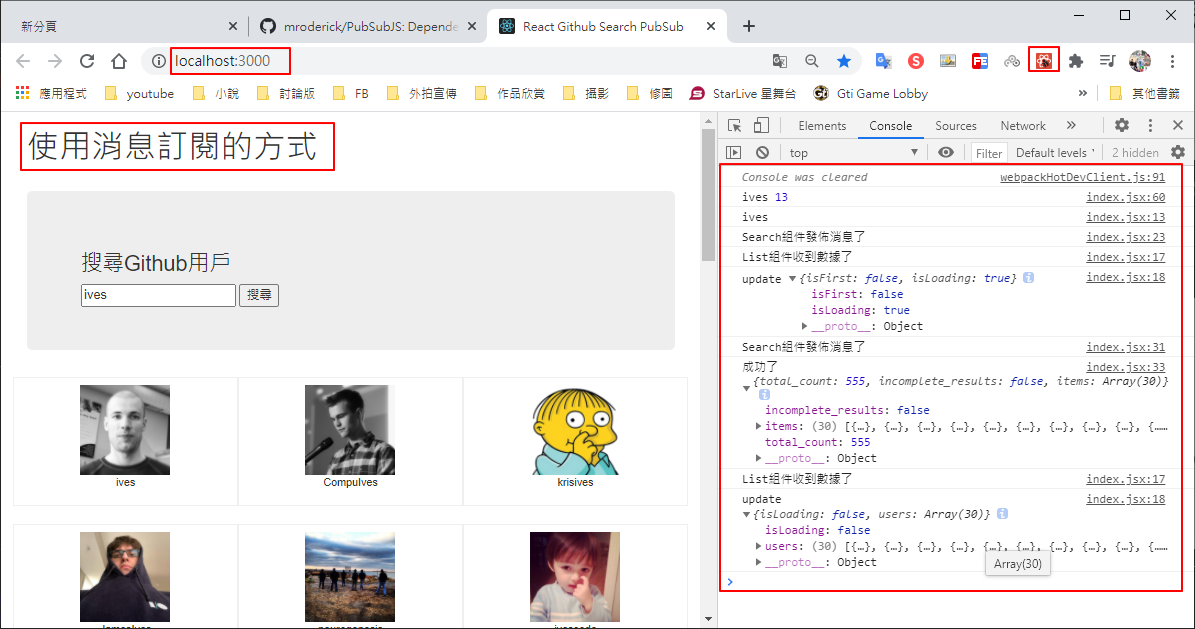 新分頁
mroderick/PubSubJS: Depende
React Github Search PubSub
localhost:3000
應用程式
youtube
小說
討論版
FB
外拍宣傳
作品欣賞
攝影
修圖
StarLive 星舞台
Gti Game Lobby
»
其他書籤
使用消息訂閱的方式
搜尋Github用戶
ives
搜尋
ives
CompuIves
krisives
Elements
Console
Sources
Network
»
top
Filter
Default levels
2 hidden
Console was cleared webpackHotDevClient.js:91
ives 13 index.jsx:60
ives index.jsx:13
Search組件發佈消息了 index.jsx:23
List組件收到數據了 index.jsx:17
update ▼{isFirst: false, isLoading: true} i index.jsx:18
isFirst: false
isLoading: true
▶__proto__: Object
Search組件發佈消息了 index.jsx:31
成功了 index.jsx:33
▼{total_count: 555, incomplete_results: false, items: Array(30)}
i
incomplete_results: false
▶items: (30) [{…}, {…}, {…}, {…}, {…}, {…}, {…}, {…}, {…}, {……
total_count: 555
▶__proto__: Object
List組件收到數據了 index.jsx:17
update index.jsx:18
▼{isLoading: false, users: Array(30)} i
isLoading: false
▶users: (30) [{…}, {…}, {…}, {…}, {…}, {…}, {…}, {…}, {…}, {……
▶__proto__: Object
Array(30)